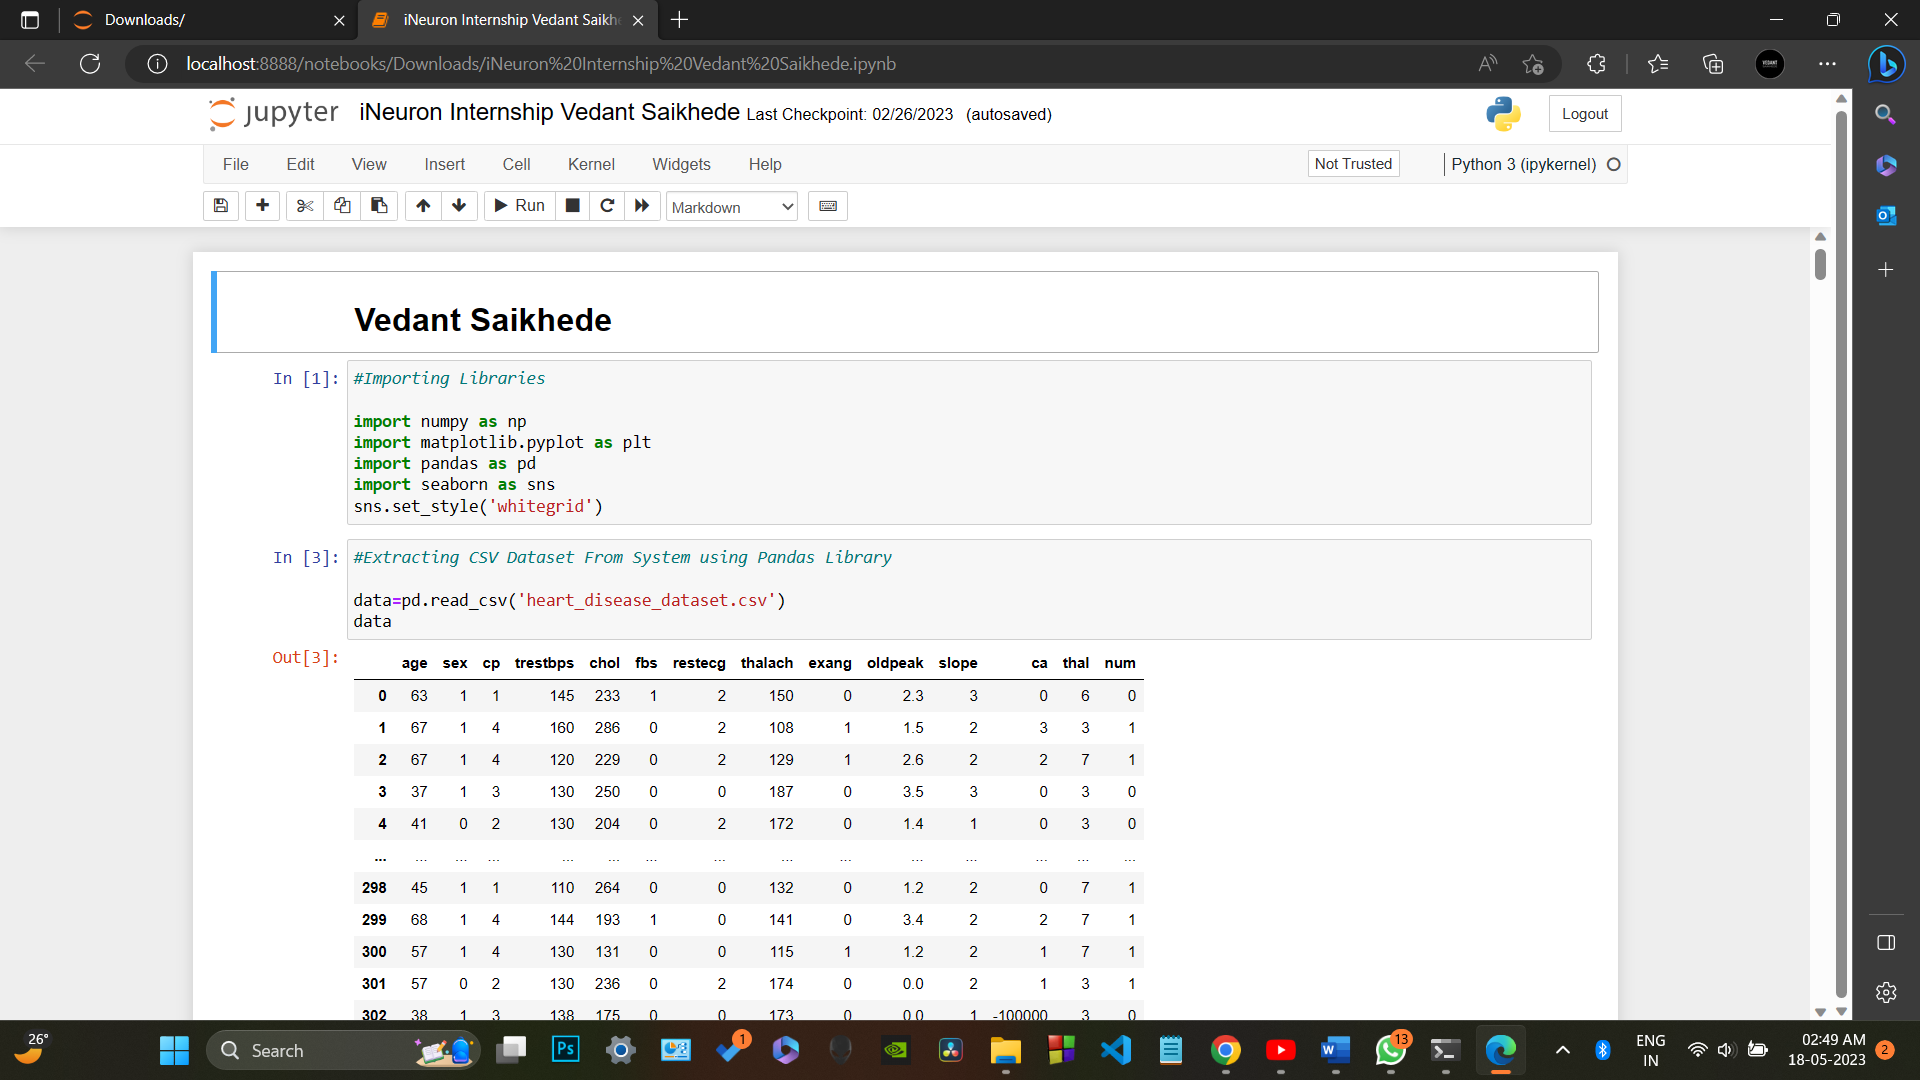 Downloads/
iNeuron Internship Vedant Saikh
localhost:8888/notebooks/Downloads/iNeuron%20Internship%20Vedant%20Saikhede.ipynb
jupyter iNeuron Internship Vedant Saikhede Last Checkpoint: 02/26/2023 (autosaved)
Logout
File Edit View Insert Cell Kernel Widgets Help
Not Trusted
Python 3 (ipykernel)
Run
Markdown
Vedant Saikhede
In [1]: #Importing Libraries
import numpy as np
import matplotlib.pyplot as plt
import pandas as pd
import seaborn as sns
sns.set_style('whitegrid')
In [3]: #Extracting CSV Dataset From System using Pandas Library
data=pd.read_csv('heart_disease_dataset.csv')
data
Out[3]:
age sex cp trestbps chol fbs restecg thalach exang oldpeak slope ca thal num
0 63 1 1 145 233 1 2 150 0 2.3 3 0 6 0
1 67 1 4 160 286 0 2 108 1 1.5 2 3 3 1
2 67 1 4 120 229 0 2 129 1 2.6 2 2 7 1
3 37 1 3 130 250 0 0 187 0 3.5 3 0 3 0
4 41 0 2 130 204 0 2 172 0 1.4 1 0 3 0
... ... ... ... ... ... ... ... ... ... ... ... ... ... ...
298 45 1 1 110 264 0 0 132 0 1.2 2 0 7 1
299 68 1 4 144 193 1 0 141 0 3.4 2 2 7 1
300 57 1 4 130 131 0 0 115 1 1.2 2 1 7 1
301 57 0 2 130 236 0 2 174 0 0.0 2 1 3 1
302 38 1 3 138 175 0 0 173 0 0.0 1 -100000 3 0
26°
Search
Ps
1
13
ENG
IN
02:49 AM
18-05-2023
2